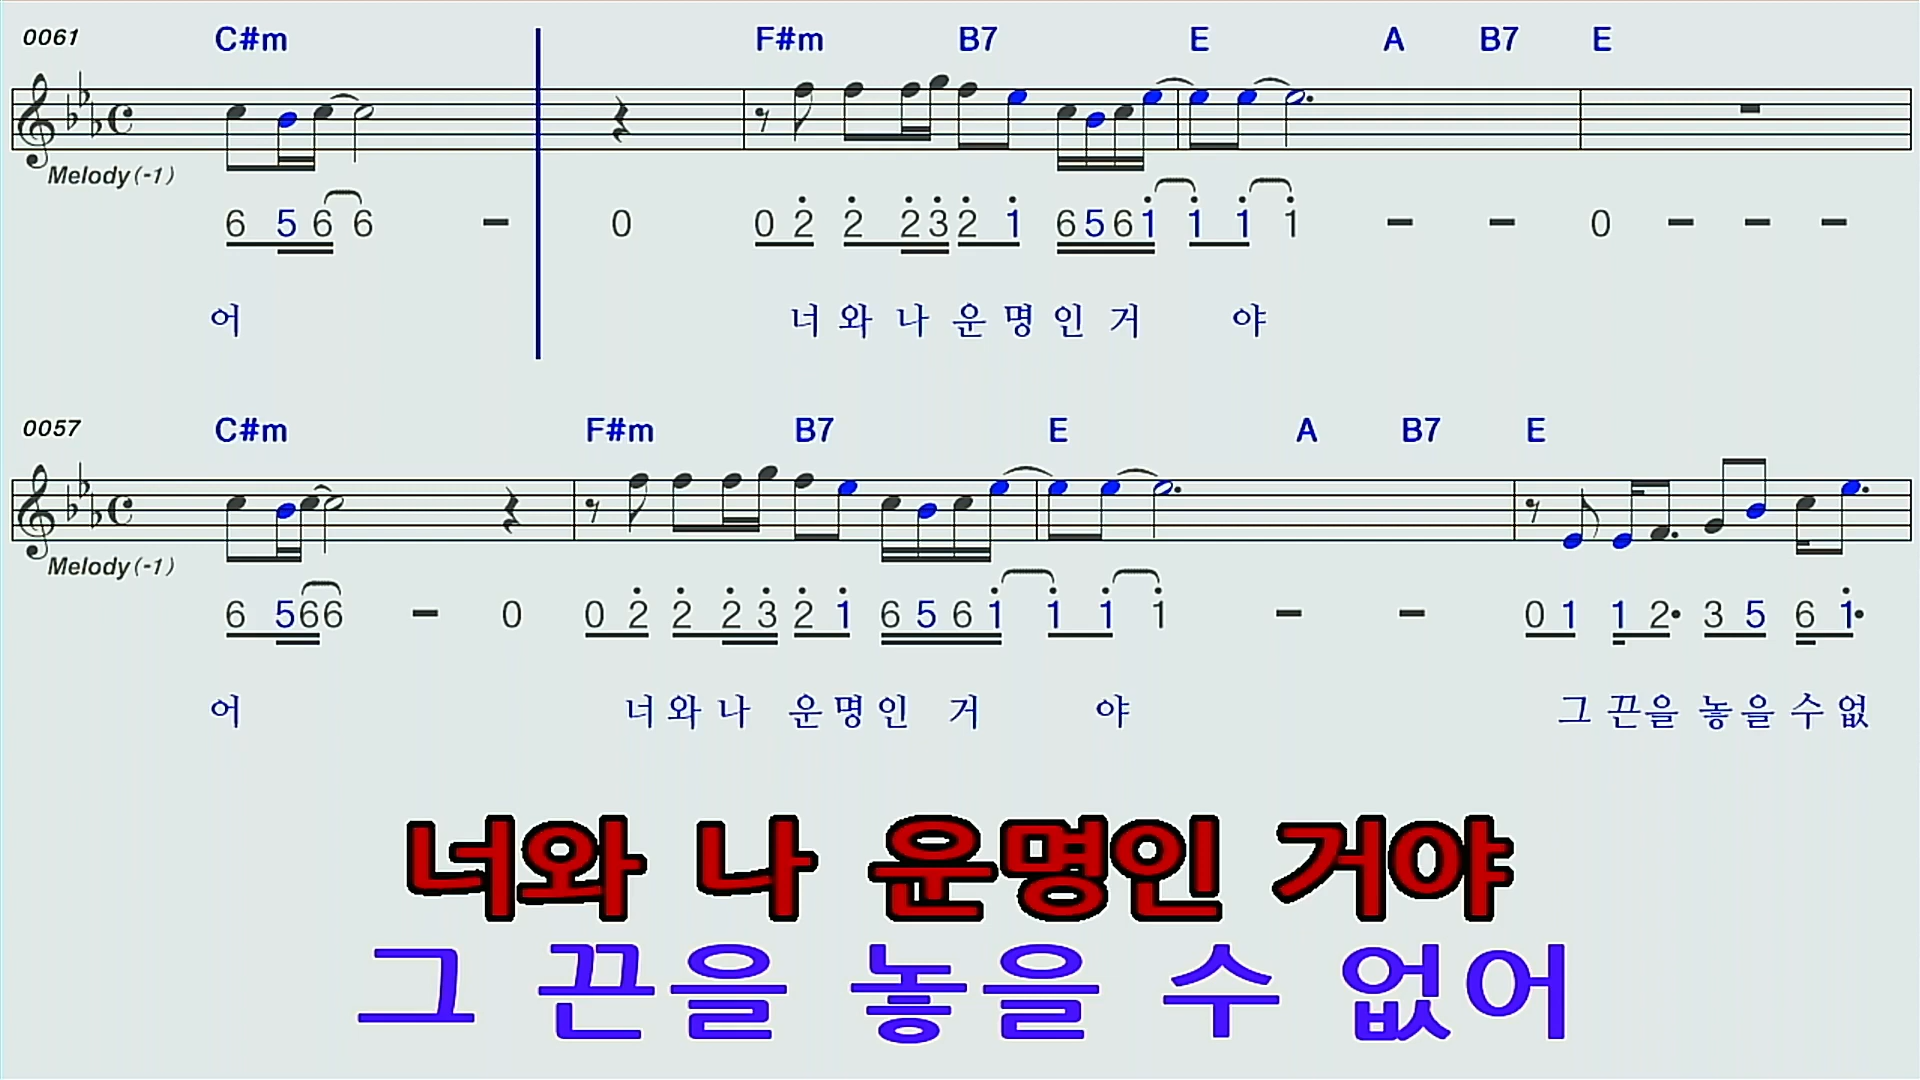 0061 C#m F#m B7 E A B7 E
Melody(-1)
6 5 6 6 - 0 0 2 2 2 3 2 1 6 5 6 1 1 1 1 - - 0 - - -
어 너 와 나 운 명 인 거 야
0057 C#m F#m B7 E A B7 E
Melody(-1)
6 5 6 6 - 0 0 2 2 2 3 2 1 6 5 6 1 1 1 1 - - 0 1 1 2• 3 5 6 1•
어 너 와 나 운 명 인 거 야 그 끈 을 놓 을 수 없
너와 나 운명인 거야
그 끈을 놓을 수 없어